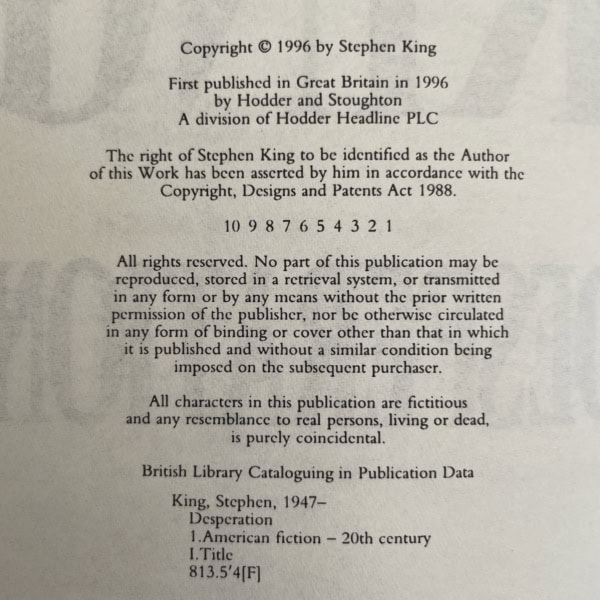 Copyright © 1996 by Stephen King
First published in Great Britain in 1996
by Hodder and Stoughton
A division of Hodder Headline PLC
The right of Stephen King to be identified as the Author
of this Work has been asserted by him in accordance with the
Copyright, Designs and Patents Act 1988.
10 9 8 7 6 5 4 3 2 1
All rights reserved. No part of this publication may be
reproduced, stored in a retrieval system, or transmitted
in any form or by any means without the prior written
permission of the publisher, nor be otherwise circulated
in any form of binding or cover other than that in which
it is published and without a similar condition being
imposed on the subsequent purchaser.
All characters in this publication are fictitious
and any resemblance to real persons, living or dead,
is purely coincidental.
British Library Cataloguing in Publication Data
King, Stephen, 1947–
Desperation
1.American fiction – 20th century
I.Title
813.5′4[F]